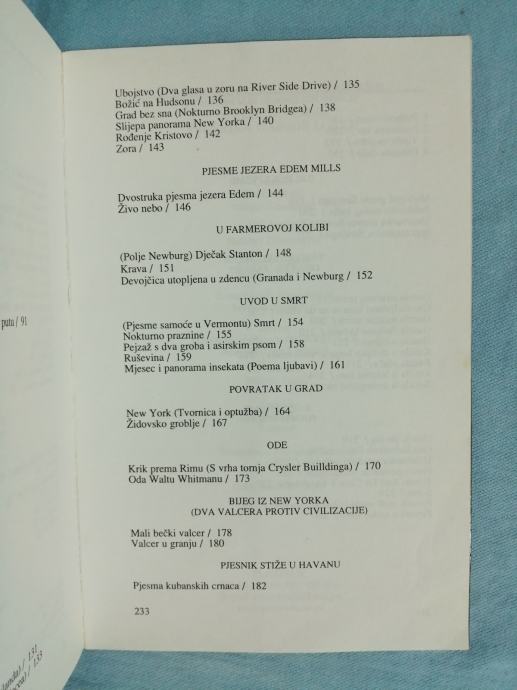 Ubojstvo (Dva glasa u zoru na River Side Drive) / 135
Božić na Hudsonu / 136
Grad bez sna (Nokturno Brooklyn Bridgea) / 138
Slijepa panorama New Yorka / 140
Rođenje Kristovo / 142
Zora / 143
PJESME JEZERA EDEM MILLS
Dvostruka pjesma jezera Edem / 144
Živo nebo / 146
U FARMEROVOJ KOLIBI
(Polje Newburg) Dječak Stanton / 148
Krava / 151
Devojčica utopljena u zdencu (Granada i Newburg / 152
UVOD U SMRT
(Pjesme samoće u Vermontu) Smrt / 154
Nokturno praznine / 155
Pejzaž s dva groba i asirskim psom / 158
Ruševina / 159
Mjesec i panorama insekata (Poema ljubavi) / 161
POVRATAK U GRAD
New York (Tvornica i optužba) / 164
Židovsko groblje / 167
ODE
Krik prema Rimu (S vrha tornja Crysler Builldinga) / 170
Oda Waltu Whitmanu / 173
BIJEG IZ NEW YORKA
(DVA VALCERA PROTIV CIVILIZACIJE)
Mali bečki valcer / 178
Valcer u granju / 180
PJESNIK STIŽE U HAVANU
Pjesma kubanskih crnaca / 182
233
putu / 91
/ 131
/ 133